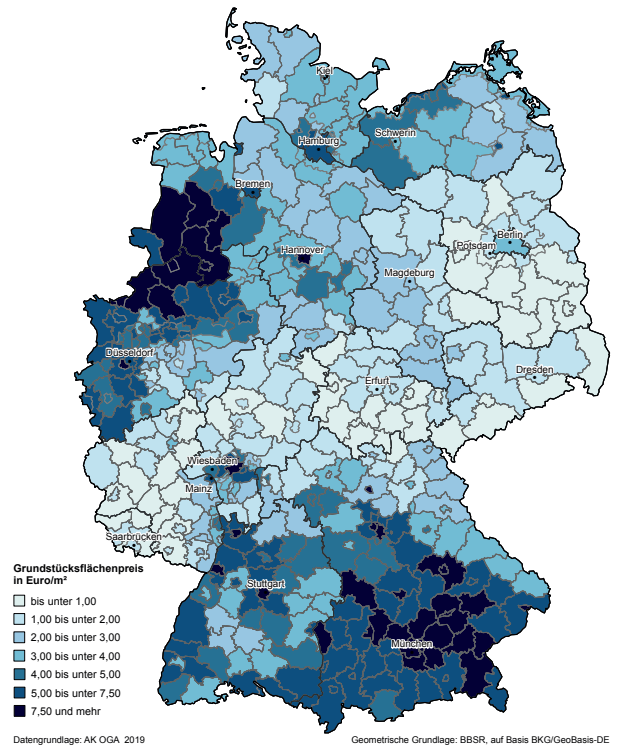 Kiel
Hamburg
Schwerin
Bremen
Hannover
Berlin
Potsdam
Magdeburg
Düsseldorf
Erfurt
Dresden
Wiesbaden
Mainz
Saarbrücken
Stuttgart
München
Grundstücksflächenpreis
in Euro/m²
bis unter 1,00
1,00 bis unter 2,00
2,00 bis unter 3,00
3,00 bis unter 4,00
4,00 bis unter 5,00
5,00 bis unter 7,50
7,50 und mehr
Datengrundlage: AK OGA 2019
Geometrische Grundlage: BBSR, auf Basis BKG/GeoBasis-DE